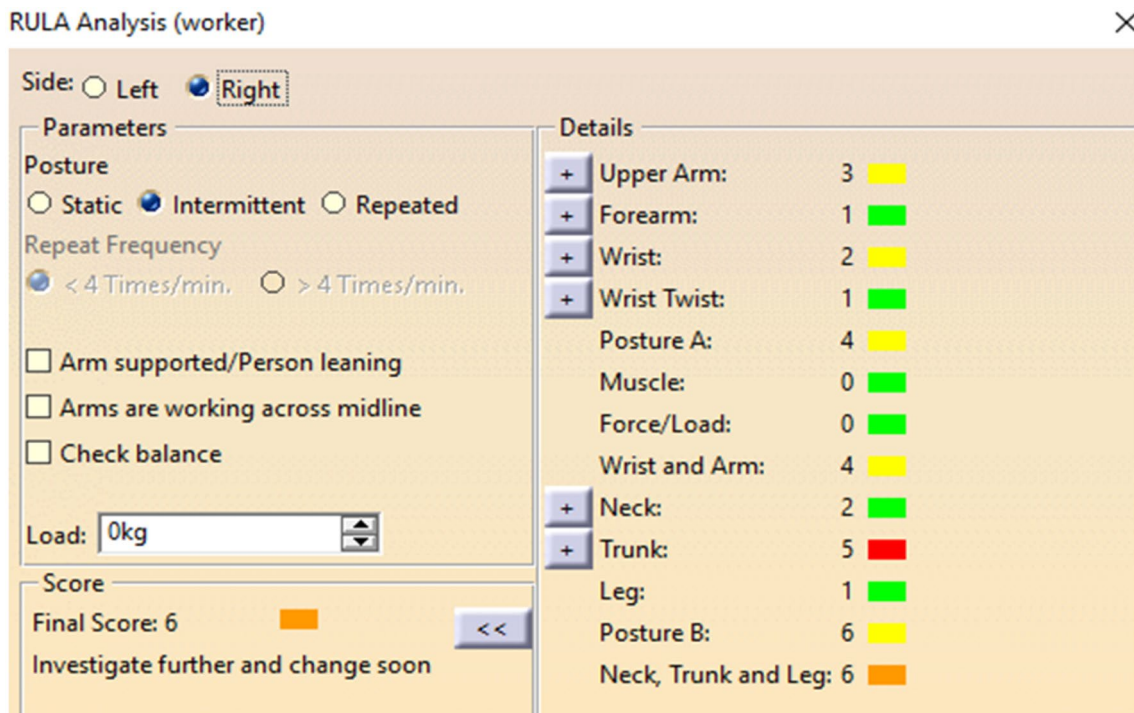 RULA Analysis (worker)
Side: Left Right
Parameters
Posture
Static Intermittent Repeated
Repeat Frequency
< 4 Times/min. > 4 Times/min.
Arm supported/Person leaning
Arms are working across midline
Check balance
Load: 0kg
Score
Final Score: 6
<<
Investigate further and change soon
Details
+ Upper Arm: 3
+ Forearm: 1
+ Wrist: 2
+ Wrist Twist: 1
Posture A: 4
Muscle: 0
Force/Load: 0
Wrist and Arm: 4
+ Neck: 2
+ Trunk: 5
Leg: 1
Posture B: 6
Neck, Trunk and Leg: 6